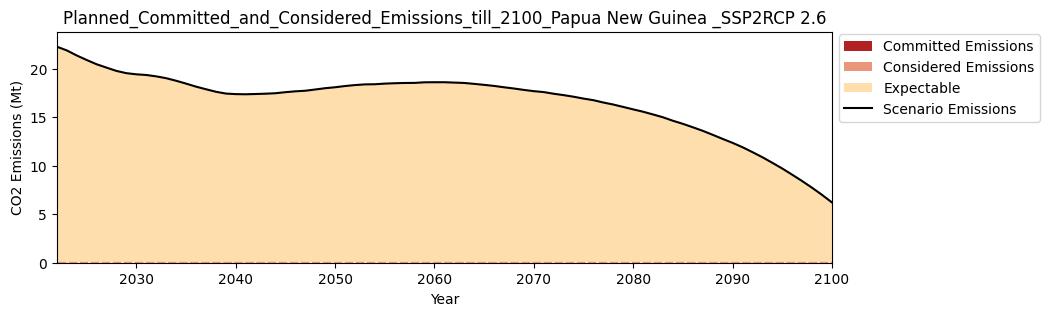 Planned_Committed_and_Considered_Emissions_till_2100_Papua New Guinea _SSP2RCP 2.6
CO2 Emissions (Mt)
20
15
10
5
0
2030 2040 2050 2060 2070 2080 2090 2100
Year
Committed Emissions
Considered Emissions
Expectable
Scenario Emissions